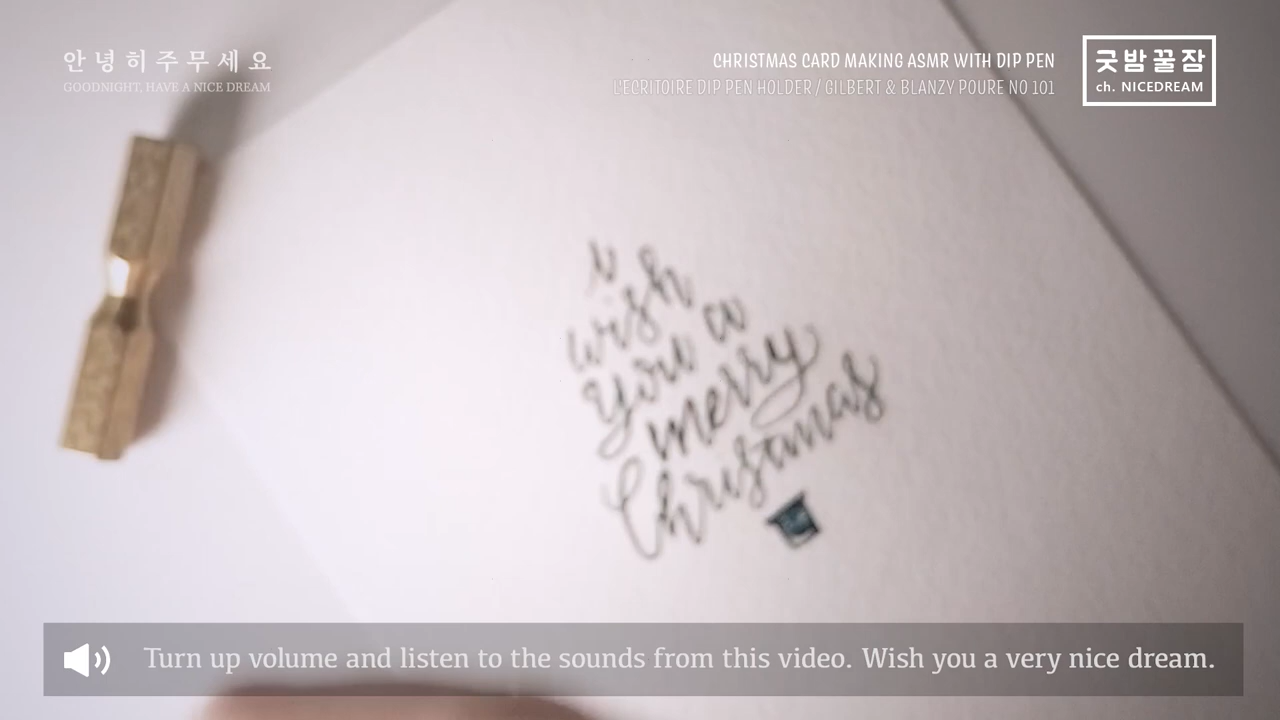 안녕히주무세요
GOODNIGHT. HAVE A NICE DREAM
CHRISTMAS CARD MAKING ASMR WITH DIP PEN
L'ECRITOIRE DIP PEN HOLDER / GILBERT & BLANZY POURE NO 101
굿밤꿀잠
ch. NICEDREAM
i
wish
you a
merry
Christmas
Turn up volume and listen to the sounds from this video. Wish you a very nice dream.